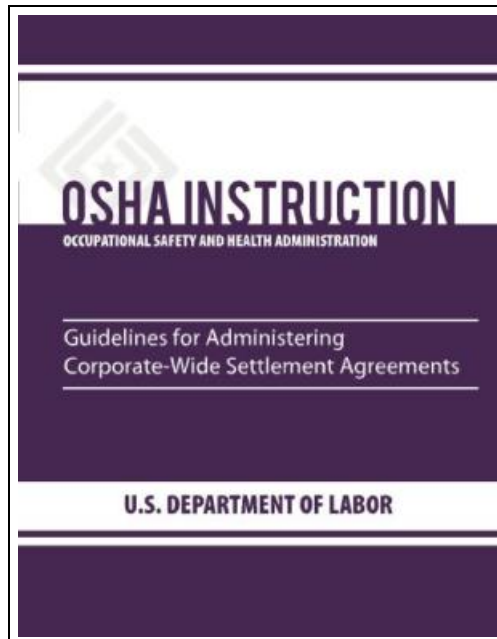 OSHA INSTRUCTION
OCCUPATIONAL SAFETY AND HEALTH ADMINISTRATION
Guidelines for Administering
Corporate-Wide Settlement Agreements
U.S. DEPARTMENT OF LABOR